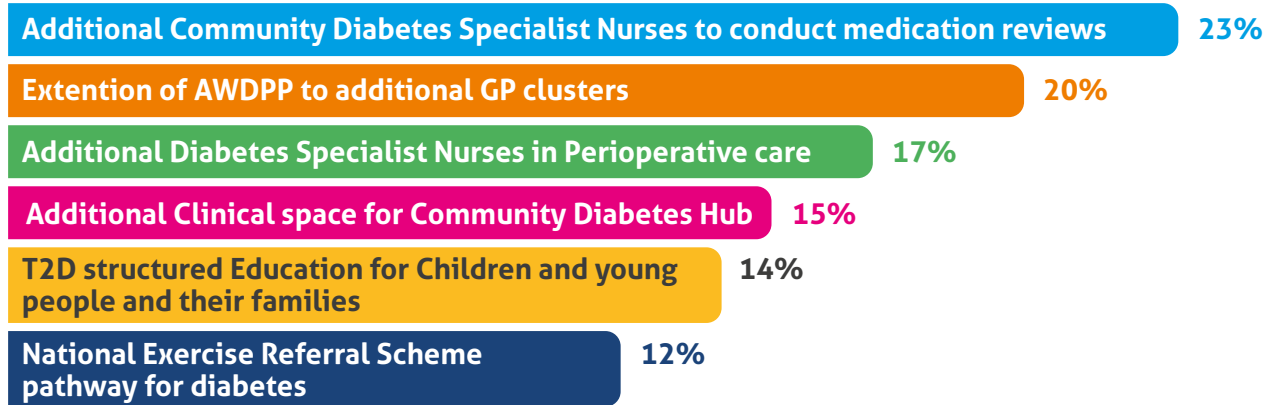 Additional Community Diabetes Specialist Nurses to conduct medication reviews 23%
Extention of AWDPP to additional GP clusters 20%
Additional Diabetes Specialist Nurses in Perioperative care 17%
Additional Clinical space for Community Diabetes Hub 15%
T2D structured Education for Children and young 14%
people and their families
National Exercise Referral Scheme 12%
pathway for diabetes